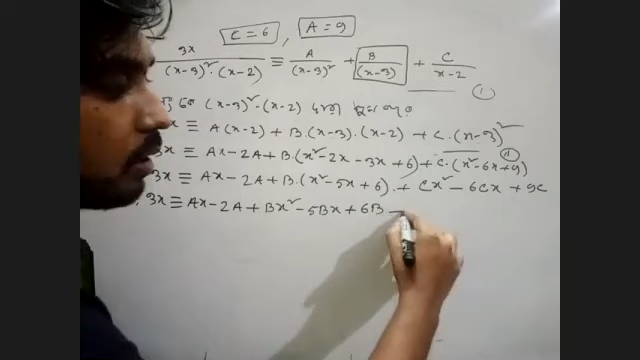 C = 6 , A = 9
3x/((x-3)².(x-2)) ≡ A/(x-3)² + B/(x-3) + C/(x-2) ①
(x-3)².(x-2)
3x ≡ A(x-2) + B.(x-3).(x-2) + C.(x-3)² ⑪
3x ≡ Ax-2A+B.(x²-2x-3x+6)+C.(x²-6x+9)
3x ≡ Ax-2A+B.(x²-5x+6)+Cx²-6Cx+9C
3x ≡ Ax-2A+Bx²-5Bx+6B